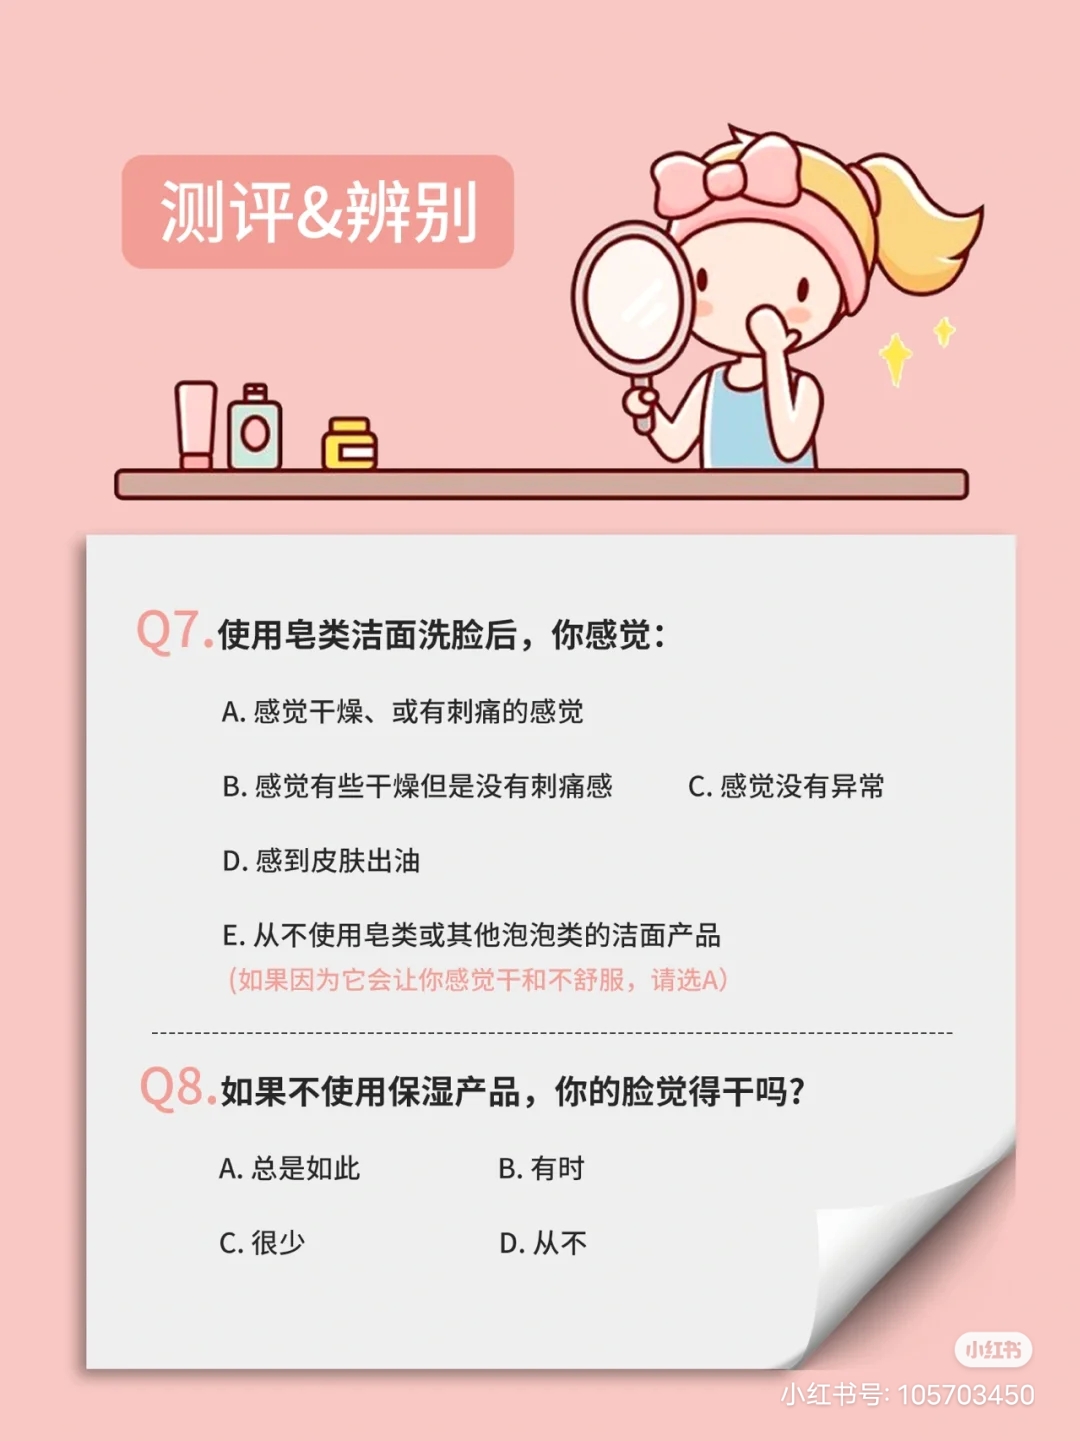 测评&辨别
Q7.使用皂类洁面洗脸后，你感觉：
A. 感觉干燥、或有刺痛的感觉
B. 感觉有些干燥但是没有刺痛感 C. 感觉没有异常
D. 感到皮肤出油
E. 从不使用皂类或其他泡泡类的洁面产品
(如果因为它会让你感觉干和不舒服，请选A）
Q8.如果不使用保湿产品，你的脸觉得干吗?
A. 总是如此 B. 有时
C. 很少 D. 从不
小红书
小红书号: 105703450